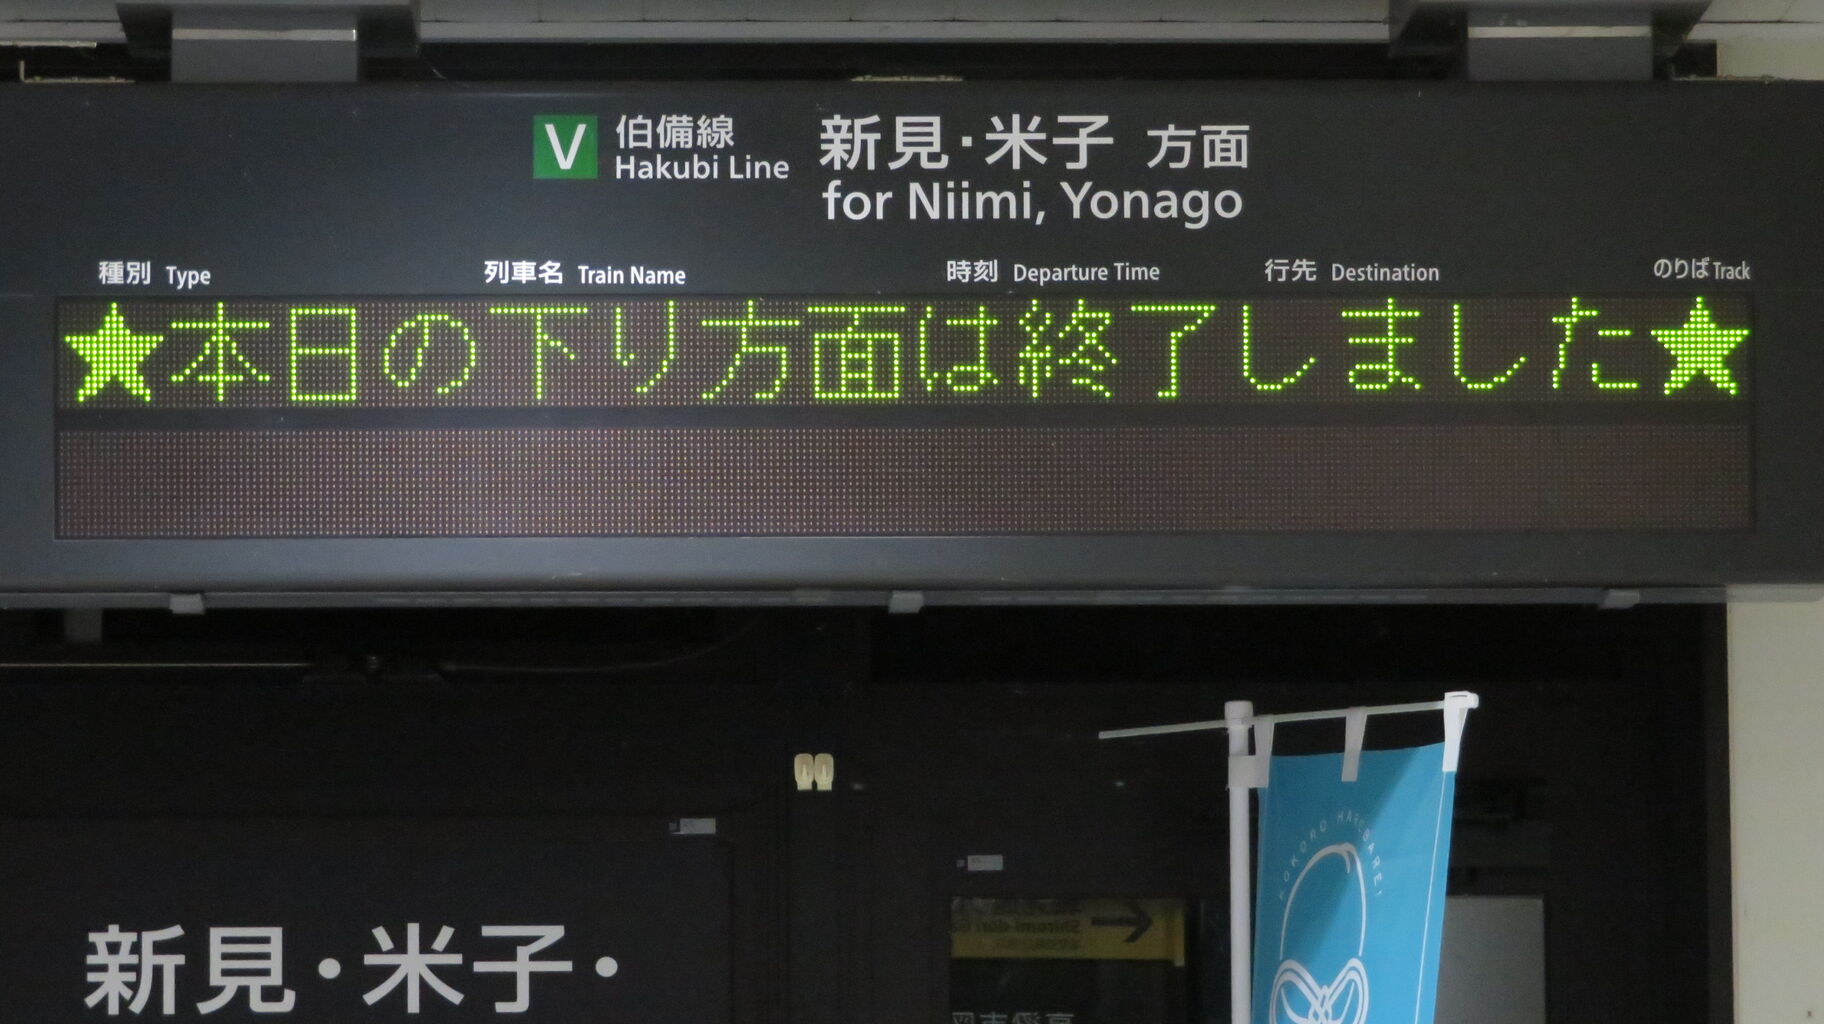 V 伯備線 新見・米子 方面
Hakubi Line for Niimi, Yonago
種別 Type 列車名 Train Name 時刻 Departure Time 行先 Destination のりば Track
★本日の下り方面は終了しました★
KOKORO HAREBARE!
新見・米子・